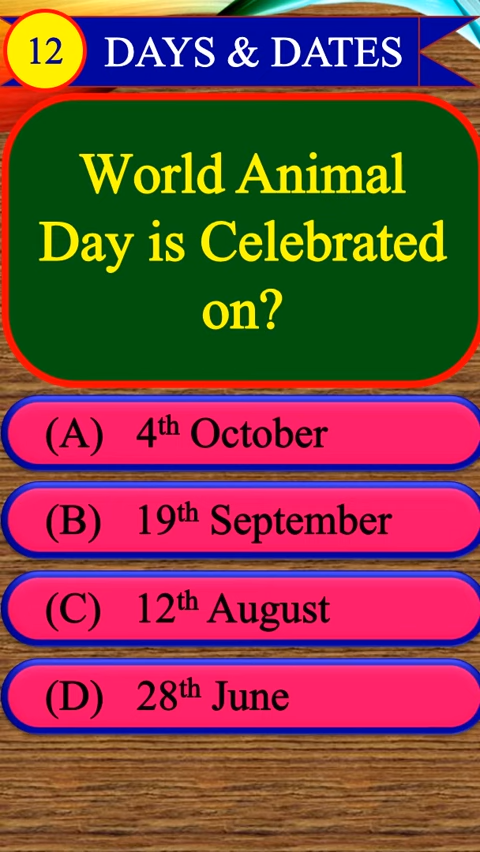 12
DAYS & DATES
World Animal
Day is Celebrated
on?
(A) 4th October
(B) 19th September
(C) 12th August
(D) 28th June